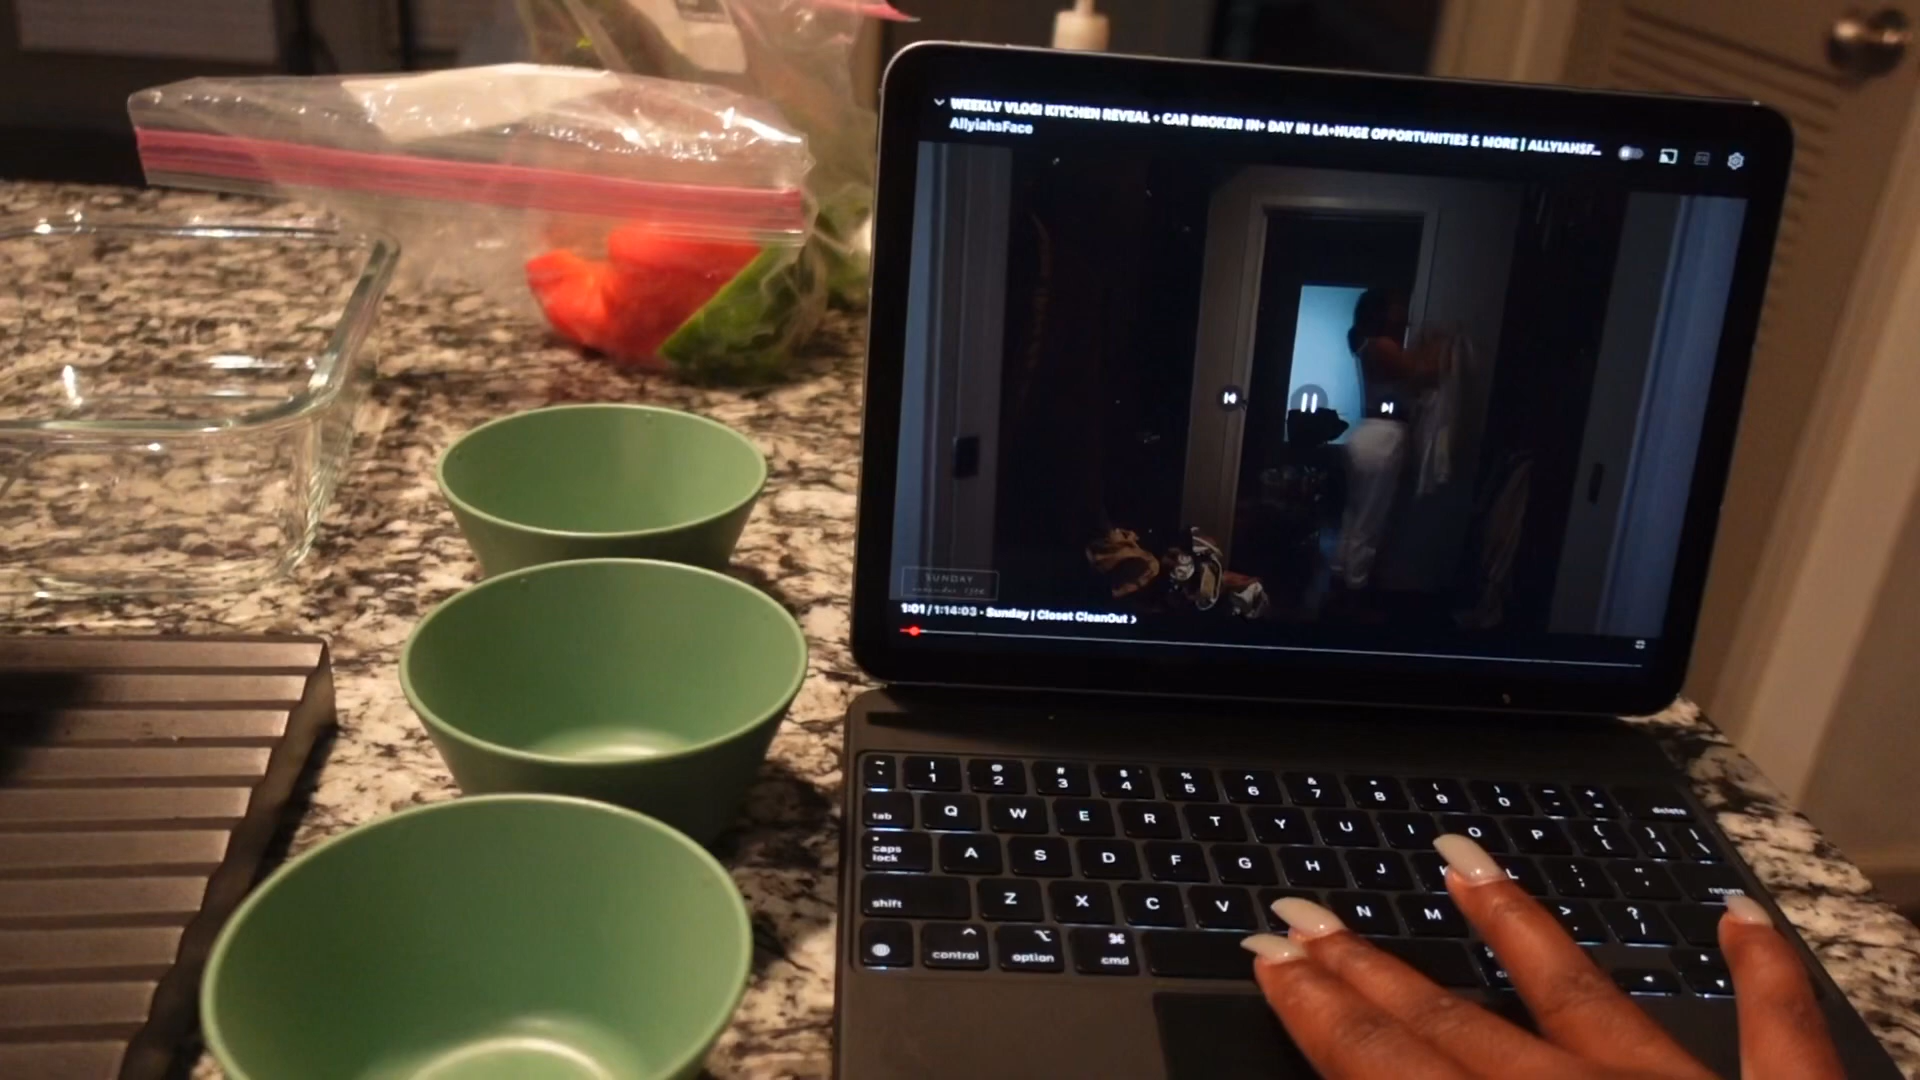 WEEKLY VLOG! KITCHEN REVEAL + CAR BROKEN IN+ DAY IN LA+HUGE OPPORTUNITIES & MORE | ALLYIAHSF...
AllyiahsFace
SUNDAY
1:01 / 1:14:03 · Sunday | Closet CleanOut >
~ ` ! 1 @ 2 # 3 $ 4 % 5 ^ 6 & 7 * 8 ( 9 ) 0 _ - + = delete
tab Q W E R T Y U I O P { [ } ] | \
caps lock A S D F G H J K L : ; " ' return
shift Z X C V N M > . ? /
control option cmd